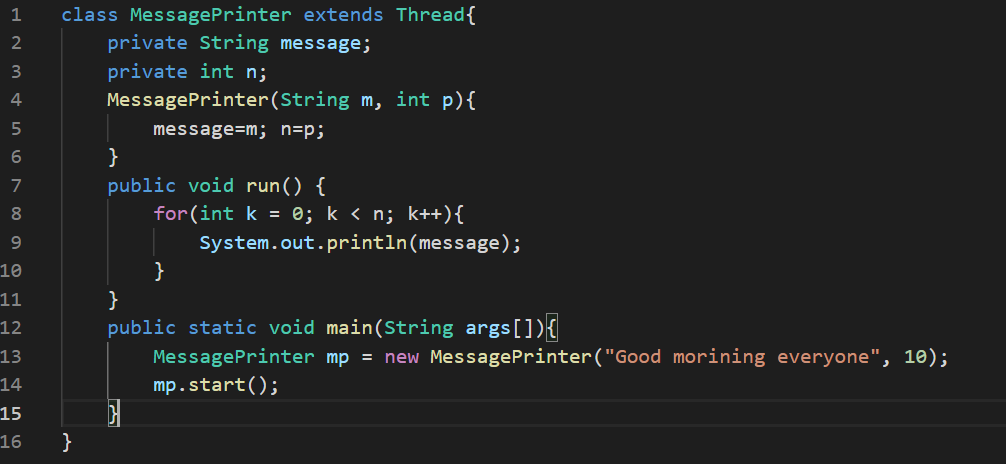 1 class MessagePrinter extends Thread{
2     private String message;
3     private int n;
4     MessagePrinter(String m, int p){
5         message=m; n=p;
6     }
7     public void run() {
8         for(int k = 0; k < n; k++){
9             System.out.println(message);
10         }
11     }
12     public static void main(String args[]){
13         MessagePrinter mp = new MessagePrinter("Good morining everyone", 10);
14         mp.start();
15     }
16 }